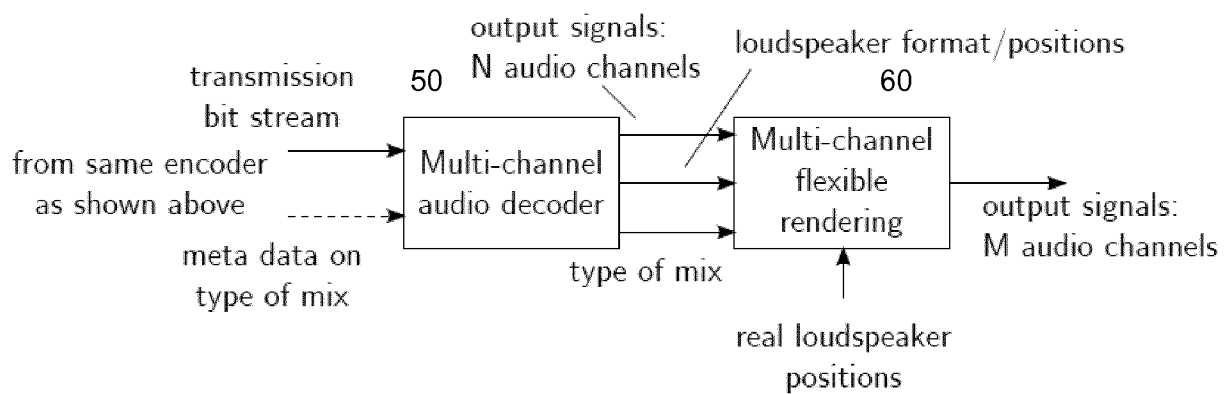 output signals:
N audio channels
loudspeaker format/positions
transmission
bit stream
50
60
from same encoder
as shown above
Multi-channel
audio decoder
Multi-channel
flexible
rendering
output signals:
M audio channels
meta data on
type of mix
type of mix
real loudspeaker
positions